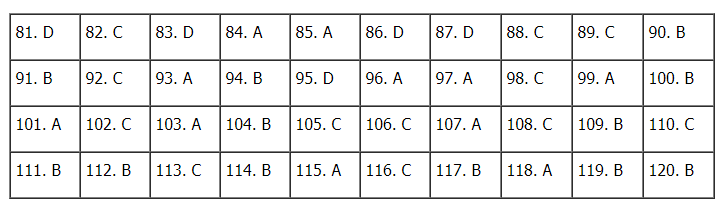 81. D 82. C 83. D 84. A 85. A 86. D 87. D 88. C 89. C 90. B
91. B 92. C 93. A 94. B 95. D 96. A 97. A 98. C 99. A 100. B
101. A 102. C 103. A 104. B 105. C 106. C 107. A 108. C 109. B 110. C
111. B 112. B 113. C 114. B 115. A 116. C 117. B 118. A 119. B 120. B